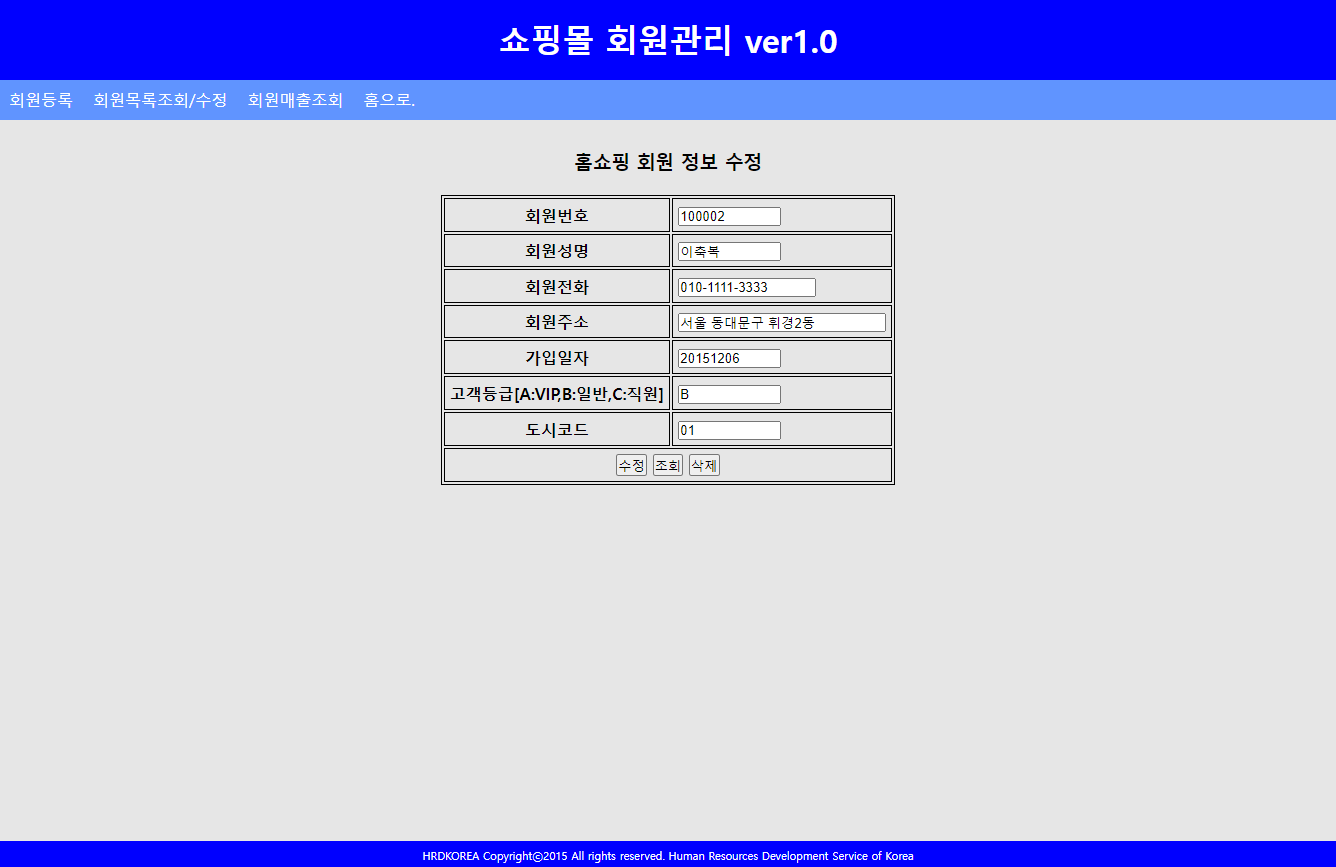 쇼핑몰 회원관리 ver1.0
회원등록 회원목록조회/수정 회원매출조회 홈으로.
홈쇼핑 회원 정보 수정
회원번호 100002
회원성명 이축복
회원전화 010-1111-3333
회원주소 서울 동대문구 휘경2동
가입일자 20151206
고객등급[A:VIP,B:일반,C:직원] B
도시코드 01
수정 조회 삭제
HRDKOREA Copyright©2015 All rights reserved. Human Resources Development Service of Korea